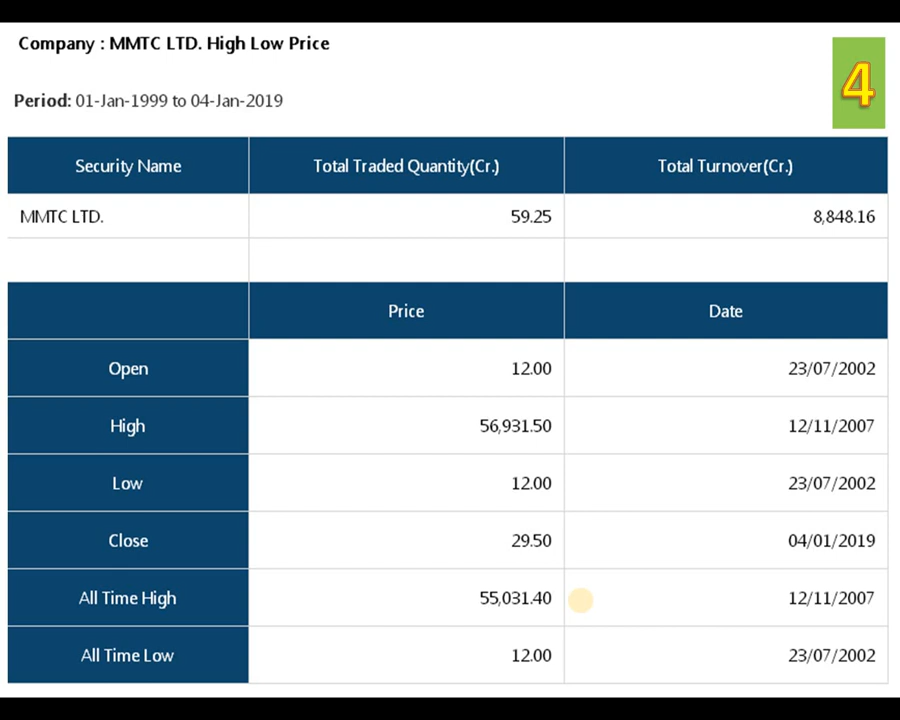 Company : MMTC LTD. High Low Price
4
Period: 01-Jan-1999 to 04-Jan-2019
Security Name Total Traded Quantity(Cr.) Total Turnover(Cr.)
MMTC LTD. 59.25 8,848.16
Price Date
Open 12.00 23/07/2002
High 56,931.50 12/11/2007
Low 12.00 23/07/2002
Close 29.50 04/01/2019
All Time High 55,031.40 12/11/2007
All Time Low 12.00 23/07/2002